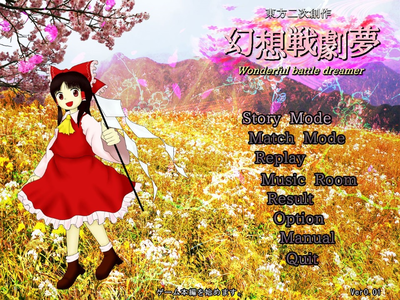 東方二次創作
幻想戦劇夢
Wonderful battle dreamer
Story Mode
Match Mode
Replay
Music Room
Result
Option
Manual
Quit
ゲーム本編を始めます。
Ver0.01